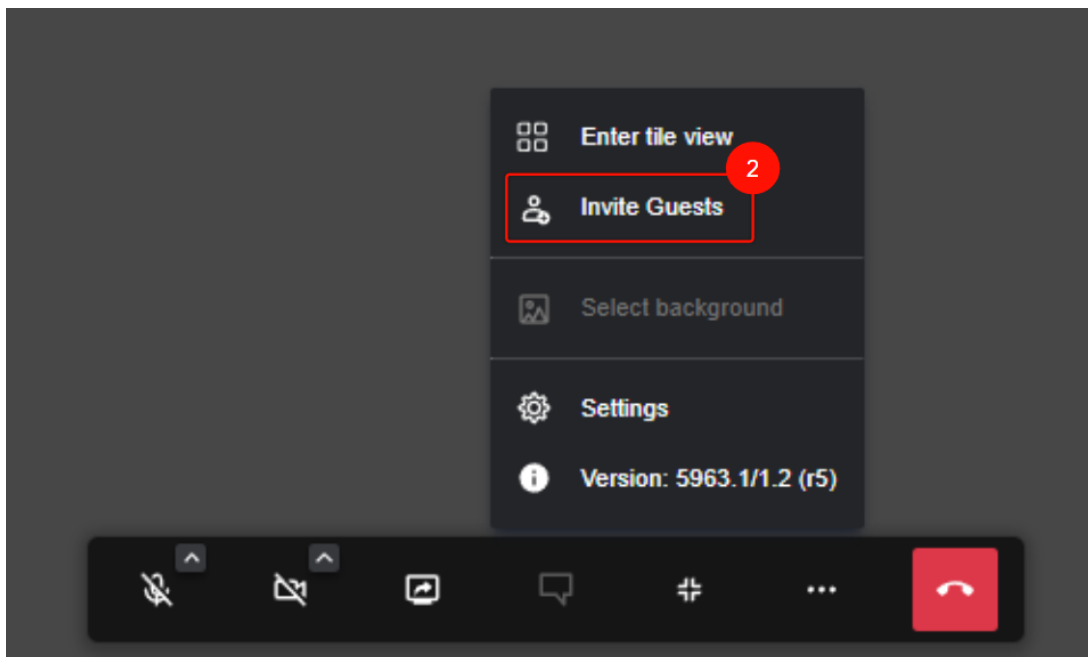 Enter tile view
2
Invite Guests
Select background
Settings
Version: 5963.1/1.2 (r5)